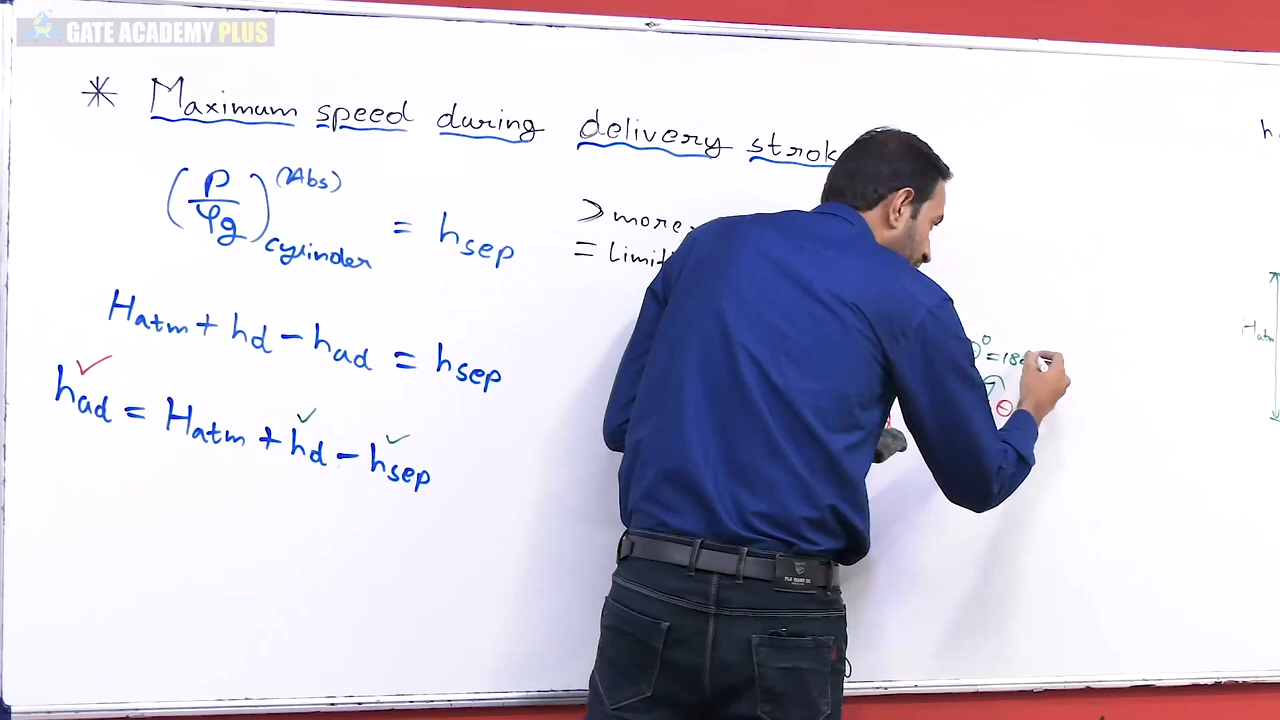 GATE ACADEMY PLUS
* Maximum speed during delivery strok
(P/ρg)cylinder (Abs) = hsep
> more
= Limit
Hatm + hd - had = hsep
had = Hatm + hd - hsep
= 18
Hatm
h